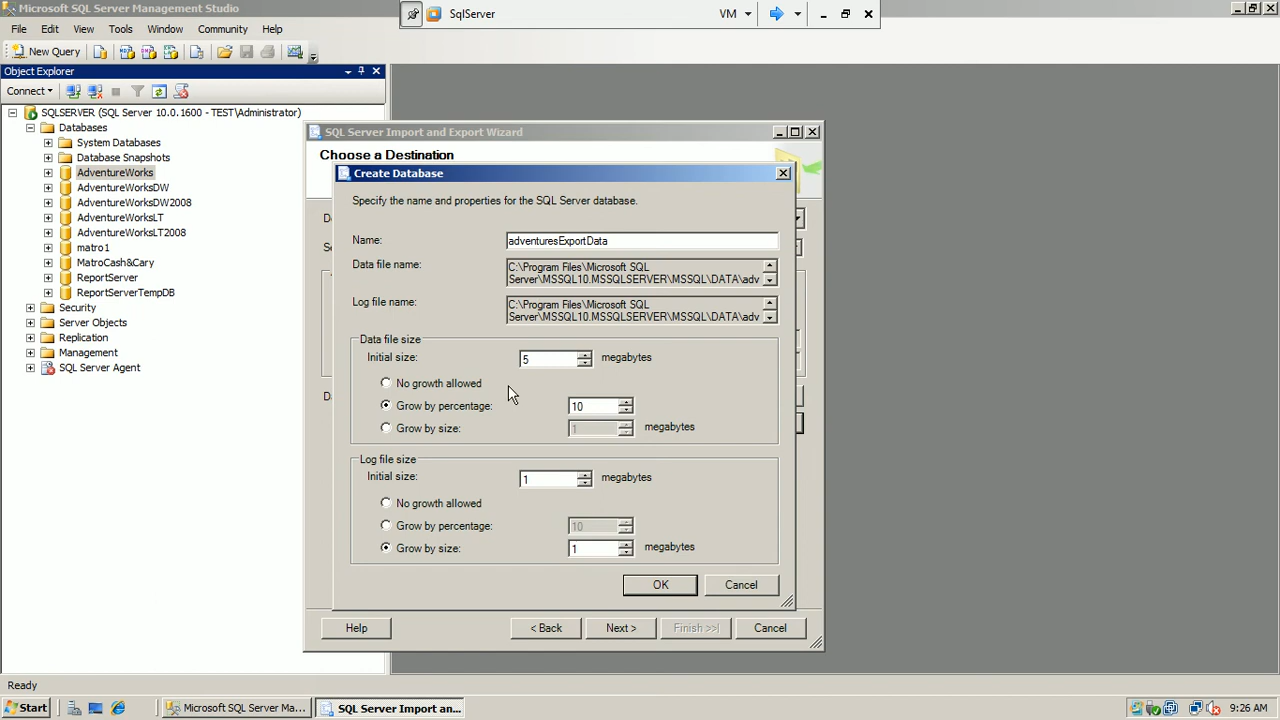 Microsoft SQL Server Management Studio
SqlServer
VM
File Edit View Tools Window Community Help
New Query
Object Explorer
Connect
SQLSERVER (SQL Server 10.0.1600 - TEST\Administrator)
Databases
System Databases
Database Snapshots
AdventureWorks
AdventureWorksDW
AdventureWorksDW2008
AdventureWorksLT
AdventureWorksLT2008
matro1
MatroCash&Cary
ReportServer
ReportServerTempDB
Security
Server Objects
Replication
Management
SQL Server Agent
SQL Server Import and Export Wizard
Choose a Destination
Create Database
Specify the name and properties for the SQL Server database.
Name: adventuresExportData
Data file name: C:\Program Files\Microsoft SQL
Server\MSSQL10.MSSQLSERVER\MSSQL\DATA\adv
Log file name: C:\Program Files\Microsoft SQL
Server\MSSQL10.MSSQLSERVER\MSSQL\DATA\adv
Data file size
Initial size: 5 megabytes
No growth allowed
Grow by percentage: 10
Grow by size: 1 megabytes
Log file size
Initial size: 1 megabytes
No growth allowed
Grow by percentage: 10
Grow by size: 1 megabytes
OK Cancel
Help < Back Next > Finish >>| Cancel
Ready
Start Microsoft SQL Server Ma... SQL Server Import an... 9:26 AM